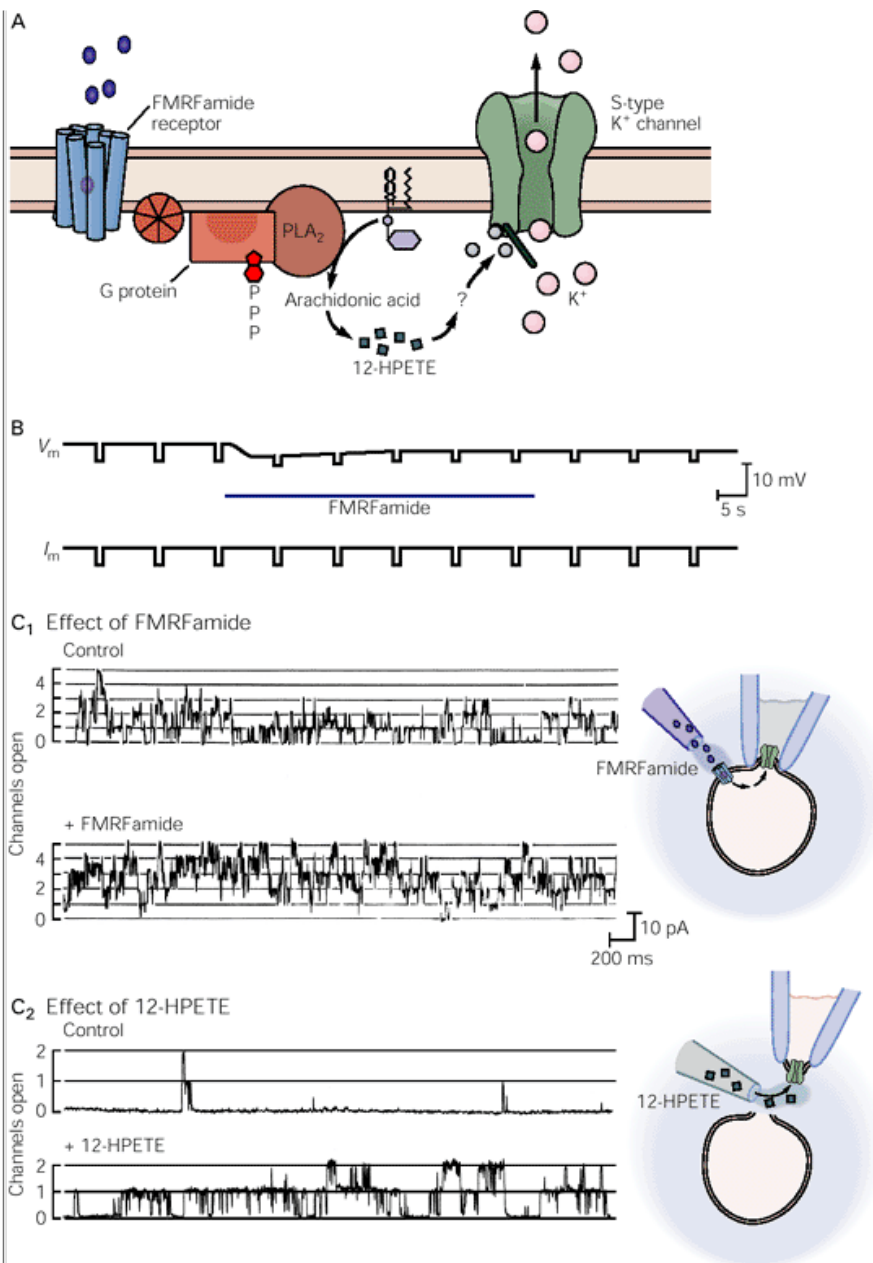 A
FMRFamide
receptor
S-type
K+ channel
PLA2
G protein
P
P
P
Arachidonic acid
?
K+
12-HPETE
B
Vm
10 mV
5 s
FMRFamide
Im
C1 Effect of FMRFamide
Control
4
2
0
FMRFamide
+ FMRFamide
Channels open
4
2
0
10 pA
200 ms
C2 Effect of 12-HPETE
Control
2
1
0
12-HPETE
+ 12-HPETE
Channels open
2
1
0